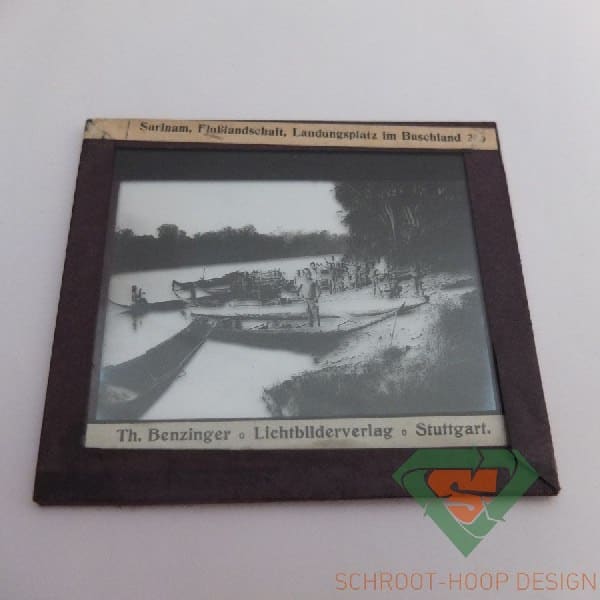 Surinam, Flußlandschaft, Landungsplatz im Buschland
Th. Benzinger o Lichtbilderverlag o Stuttgart.
S
SCHROOT-HOOP DESIGN